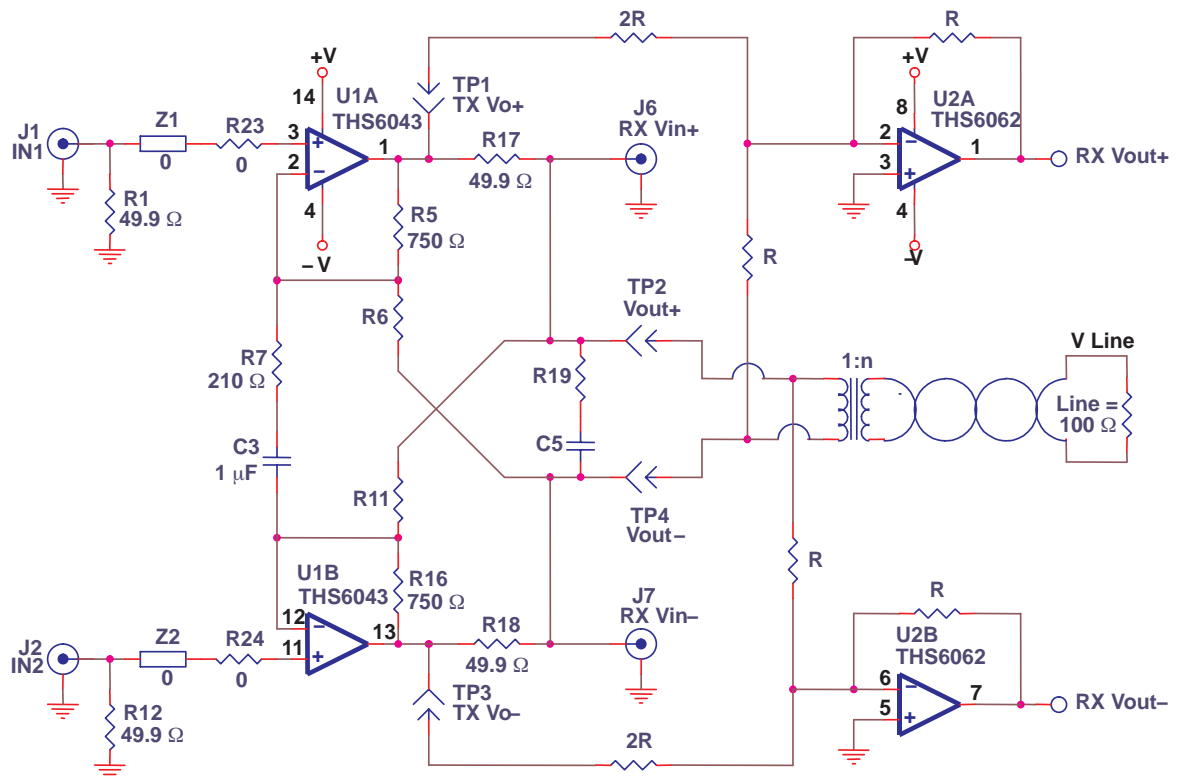 2R
R
+V
+V
14
U1A
THS6043
TP1
TX Vo+
J6
RX Vin+
8
U2A
THS6062
J1
IN1
Z1
0
R23
0
3
2
1
R17
49.9 Ω
2
3
1
RX Vout+
R1
49.9 Ω
4
–V
R5
750 Ω
4
–V
R
R6
TP2
Vout+
R7
210 Ω
R19
1:n
V Line
Line =
100 Ω
C3
1 μF
C5
R11
TP4
Vout–
R
U1B
THS6043
R16
750 Ω
J7
RX Vin–
R
12
11
13
R18
49.9 Ω
U2B
THS6062
J2
IN2
Z2
0
R24
0
TP3
TX Vo–
6
5
7
RX Vout–
R12
49.9 Ω
2R